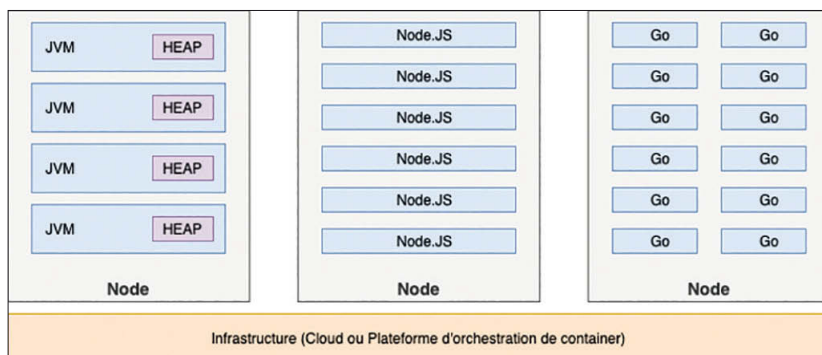 JVM HEAP
JVM HEAP
JVM HEAP
JVM HEAP
Node
Node.JS
Node.JS
Node.JS
Node.JS
Node.JS
Node.JS
Node
Go Go
Go Go
Go Go
Go Go
Go Go
Go Go
Node
Infrastructure (Cloud ou Plateforme d'orchestration de container)